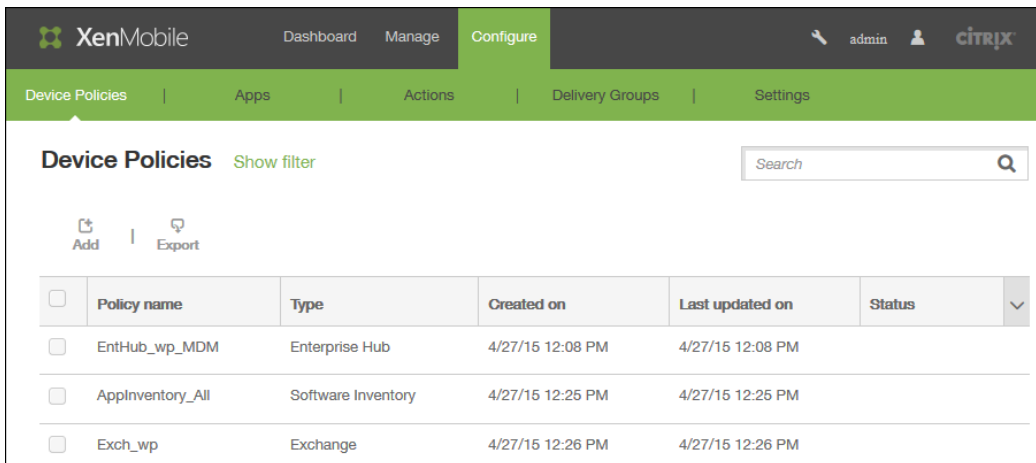 XenMobile Dashboard Manage Configure admin CİTRIX
Device Policies | Apps | Actions | Delivery Groups | Settings
Device Policies Show filter Search
Add | Export
Policy name Type Created on Last updated on Status
EntHub_wp_MDM Enterprise Hub 4/27/15 12:08 PM 4/27/15 12:08 PM
AppInventory_All Software Inventory 4/27/15 12:25 PM 4/27/15 12:25 PM
Exch_wp Exchange 4/27/15 12:26 PM 4/27/15 12:26 PM